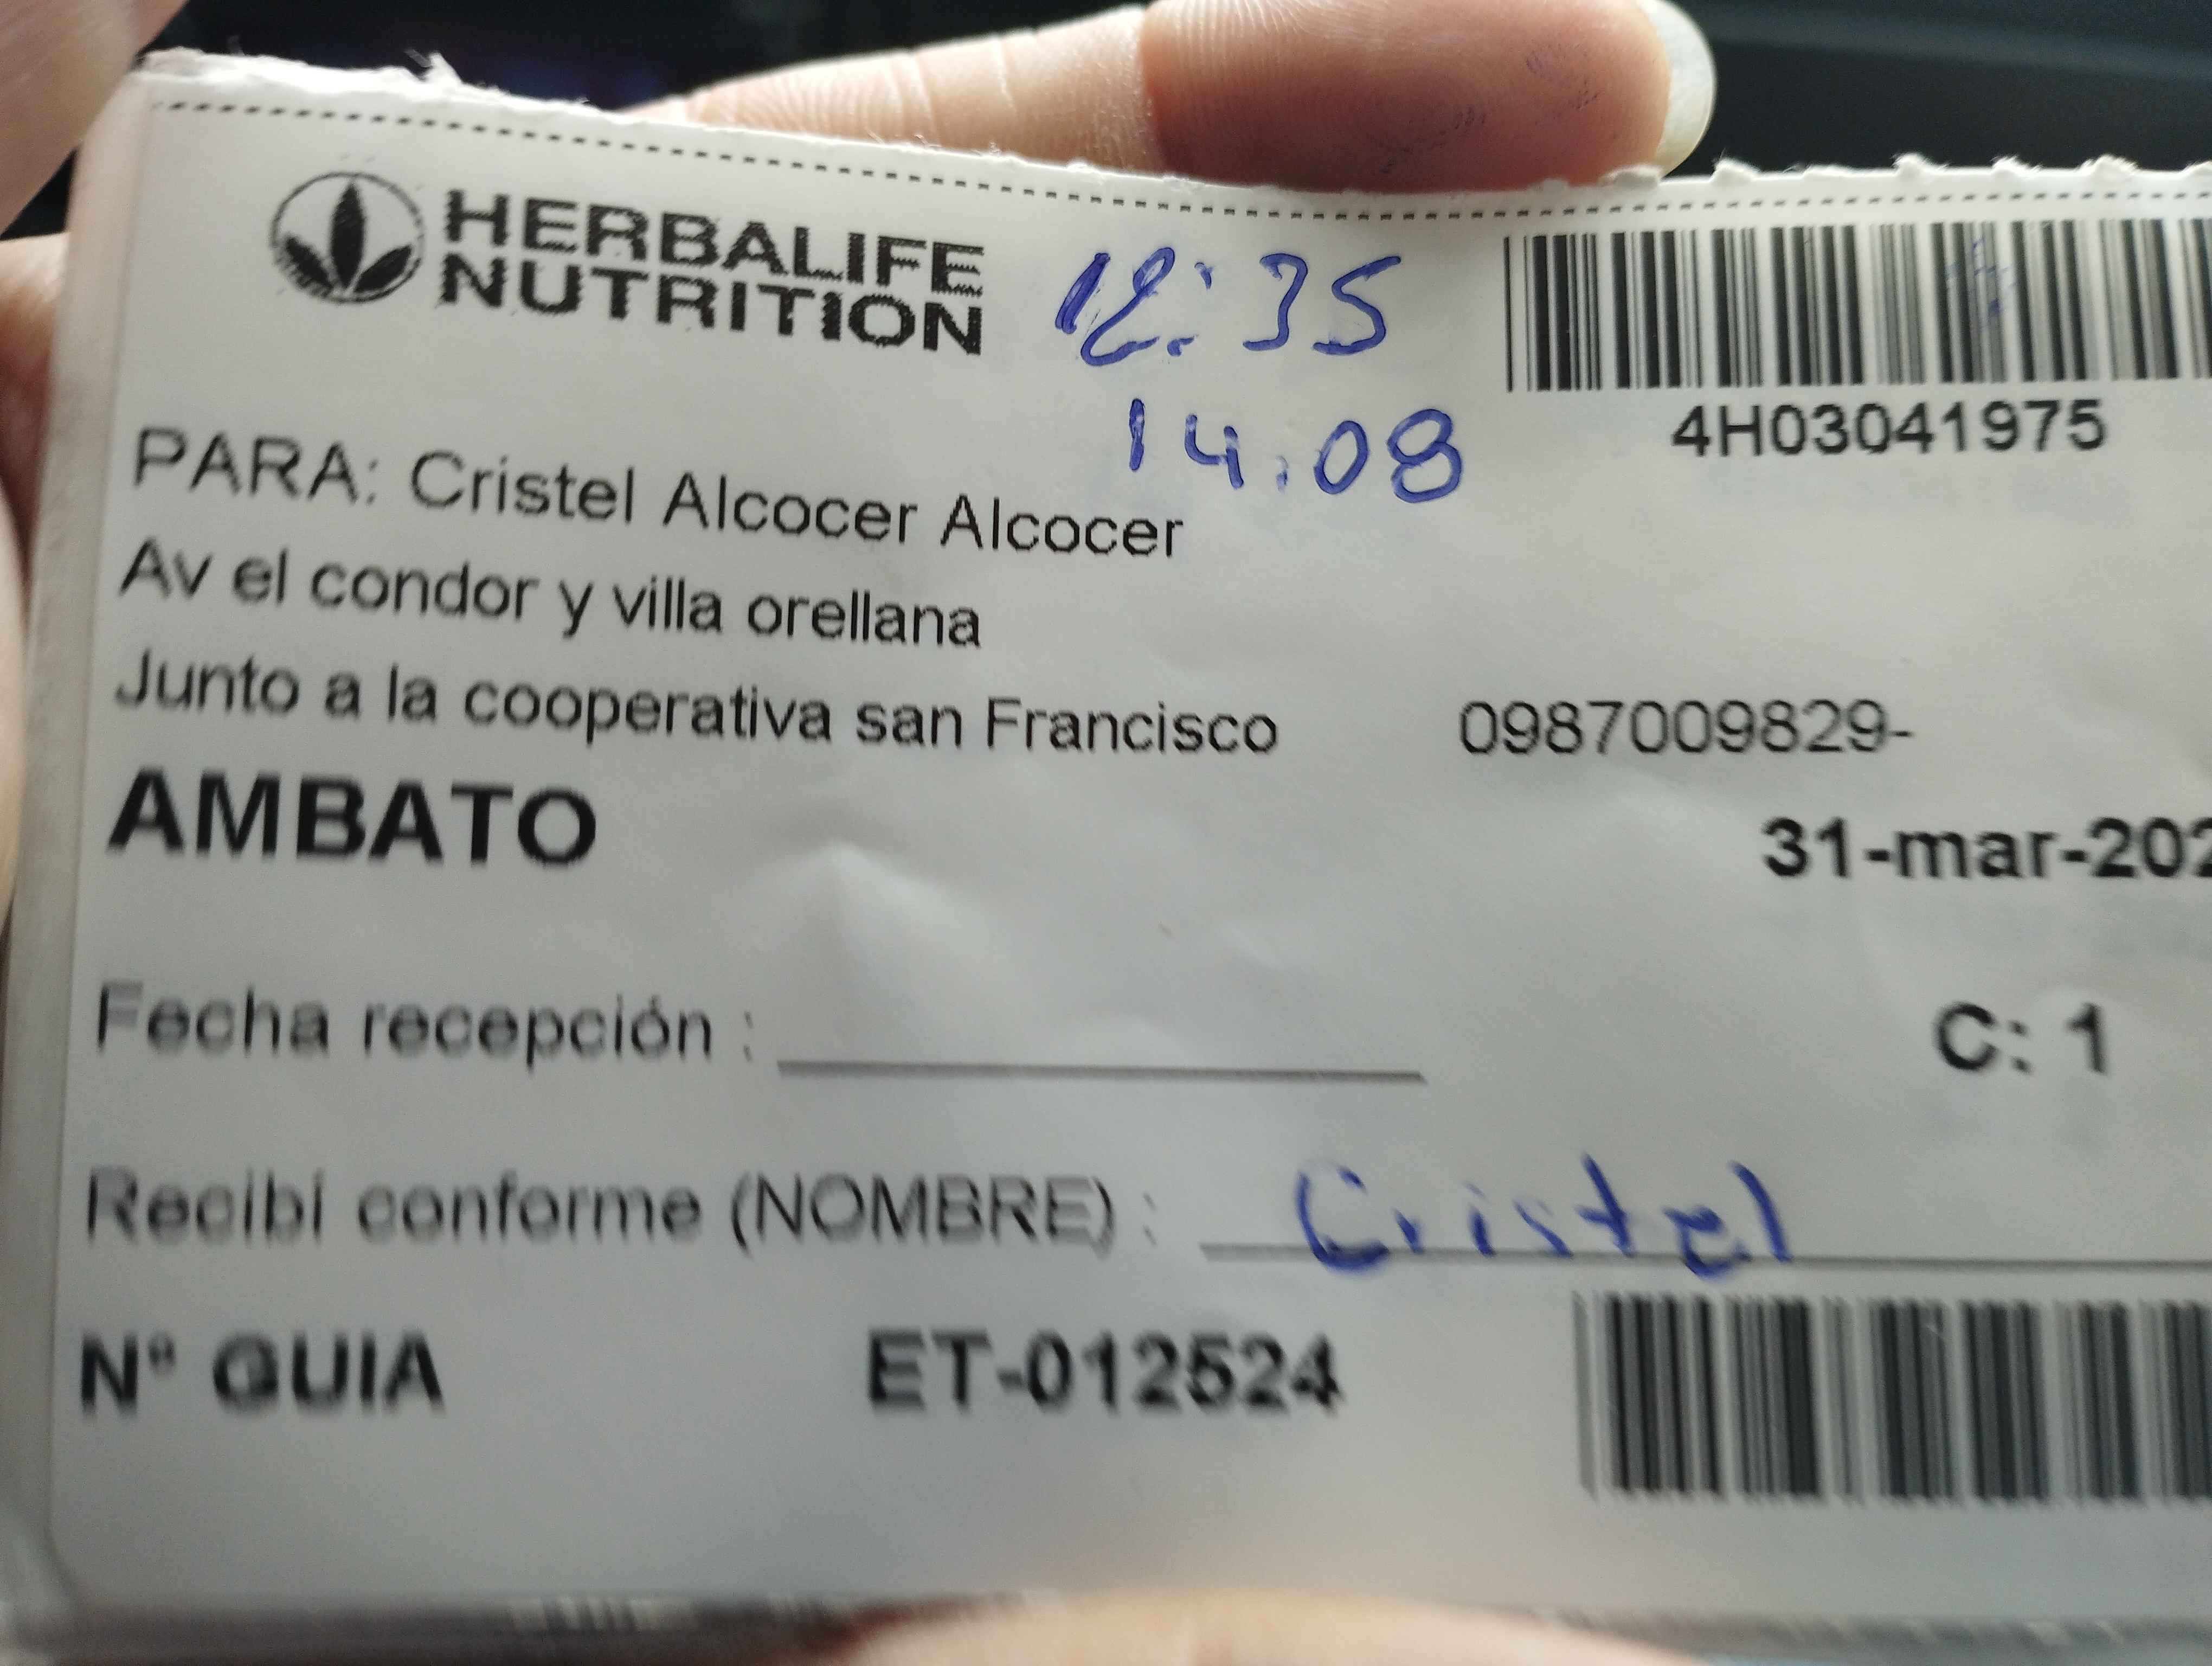 HERBALIFE
NUTRITION
12:35
14:08
4H03041975
PARA: Cristel Alcocer Alcocer
Av el condor y villa orellana
Junto a la cooperativa san Francisco 0987009829-
AMBATO
31-mar-202
Fecha recepción :
C: 1
Recibí conforme (NOMBRE) : Cristel
Nº GUIA ET-012524